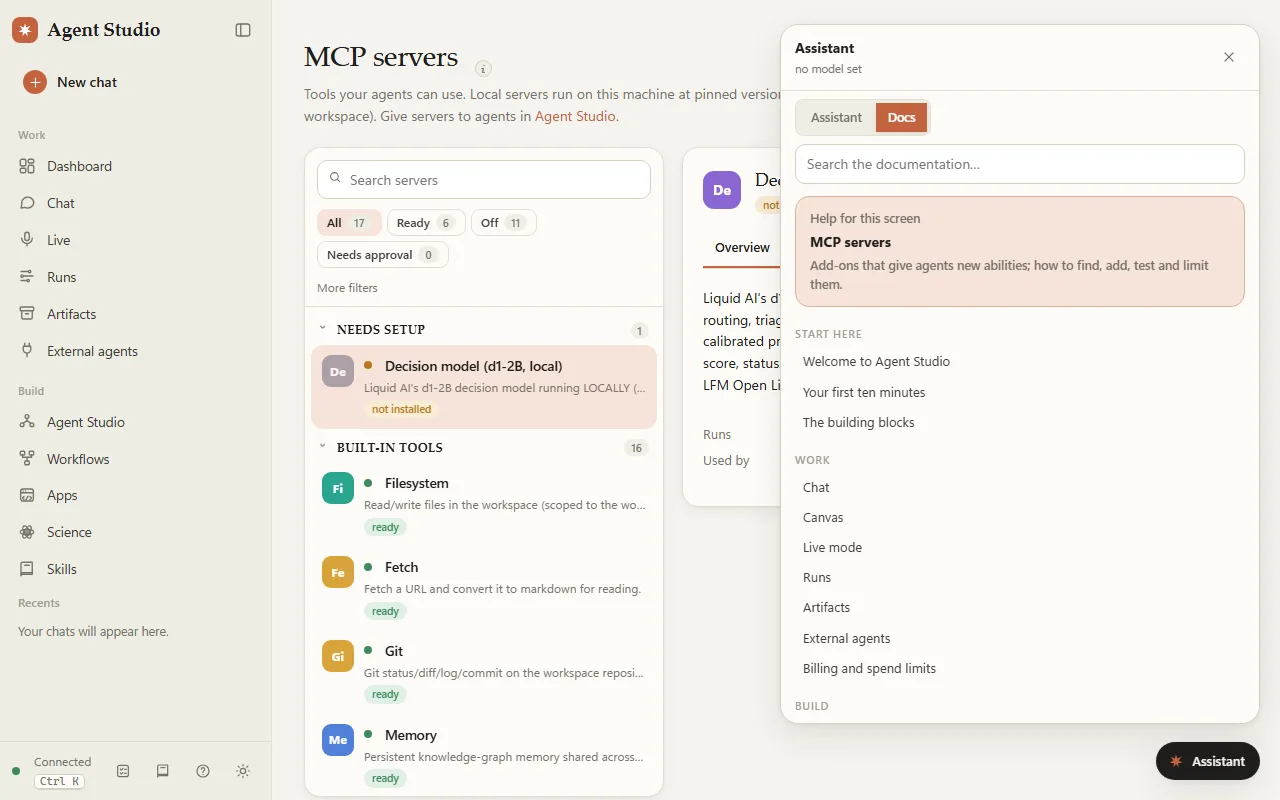 Agent Studio
New chat
Work
Dashboard
Chat
Live
Runs
Artifacts
External agents
Build
Agent Studio
Workflows
Apps
Science
Skills
Recents
Your chats will appear here.
Connected
Ctrl K
MCP servers
i
Tools your agents can use. Local servers run on this machine at pinned
workspace). Give servers to agents in Agent Studio.
Search servers
All 17
Ready 6
Off 11
Needs approval 0
More filters
NEEDS SETUP 1
De
Decision model (d1-2B, local)
Liquid AI's d1-2B decision model running LOCALLY (...
not installed
BUILT-IN TOOLS 16
Fi
Filesystem
Read/write files in the workspace (scoped to the wo...
ready
Fe
Fetch
Fetch a URL and convert it to markdown for reading.
ready
Gi
Git
Git status/diff/log/commit on the workspace reposi...
ready
Me
Memory
Persistent knowledge-graph memory shared across...
ready
De
not
Overview
Liquid AI's
routing,
calibrated
score, status
LFM Open
Runs
Used by
Assistant
no model set
Assistant
Docs
Search the documentation...
Help for this screen
MCP servers
Add-ons that give agents new abilities; how to find, add, test and limit
them.
START HERE
Welcome to Agent Studio
Your first ten minutes
The building blocks
WORK
Chat
Canvas
Live mode
Runs
Artifacts
External agents
Billing and spend limits
BUILD
Assistant